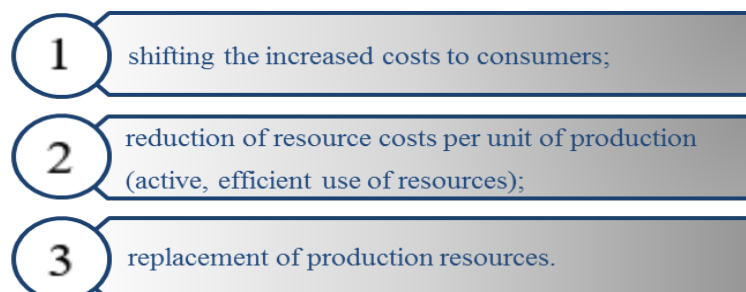 1 shifting the increased costs to consumers;
2 reduction of resource costs per unit of production
(active, efficient use of resources);
3 replacement of production resources.